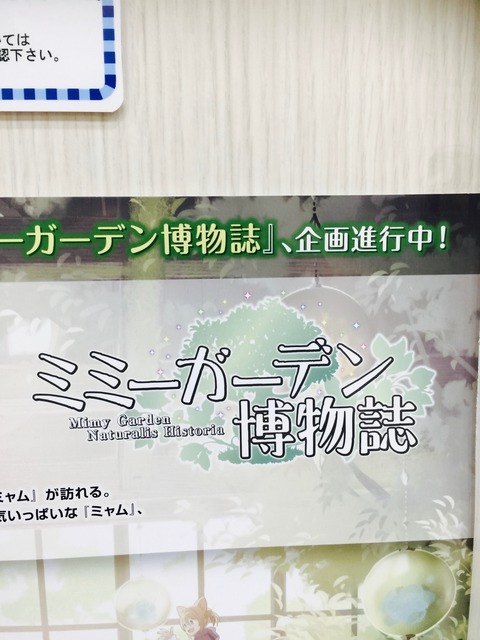 いては
認下さい。
ーガーデン博物誌』、企画進行中！
ミミーガーデン
Mimy Garden
Naturalis Historia
博物誌
ミャム』が訪れる。
気いっぱいな『ミャム』、